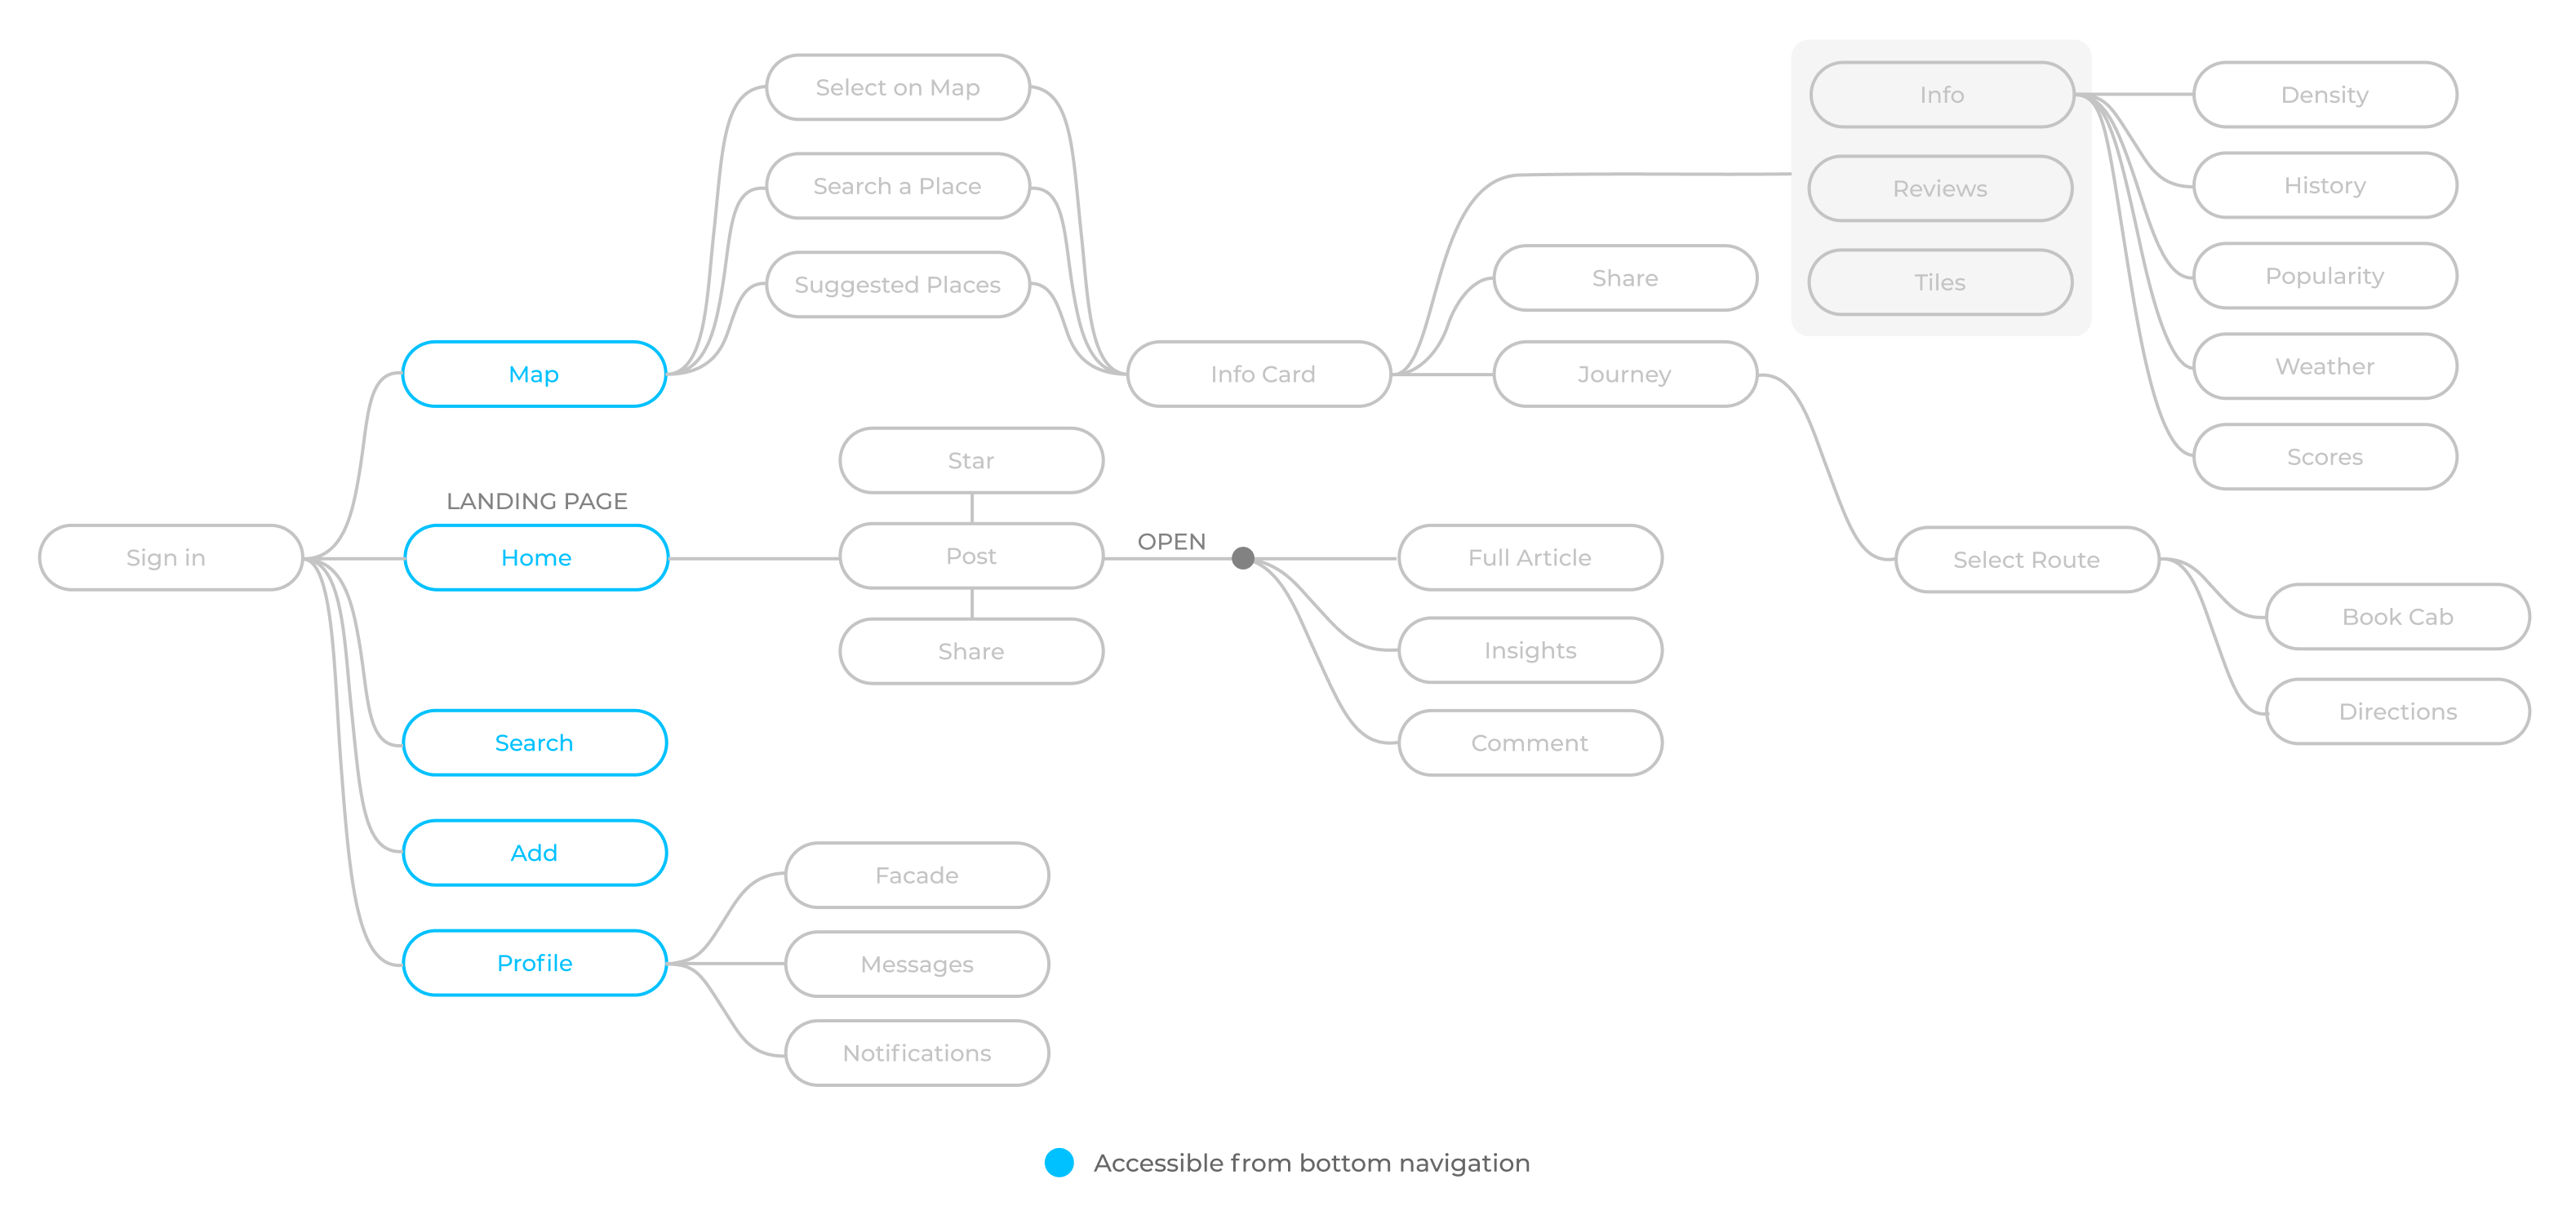 Select on Map
Search a Place
Suggested Places
Info
Reviews
Tiles
Density
History
Popularity
Weather
Scores
Share
Map
Info Card
Journey
Star
LANDING PAGE
Sign in
Home
Post
OPEN
Full Article
Select Route
Share
Insights
Book Cab
Search
Comment
Directions
Add
Facade
Profile
Messages
Notifications
Accessible from bottom navigation